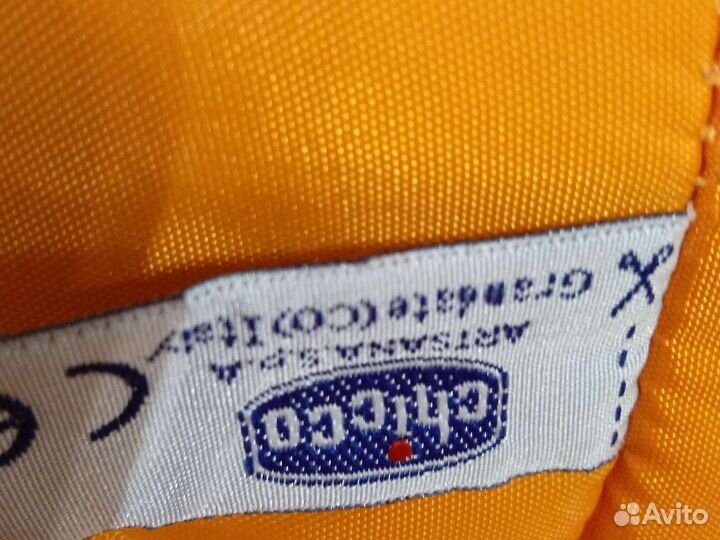 chicco
ARTSANA S.P.A
Grandate (CO) Italy
CE
Avito